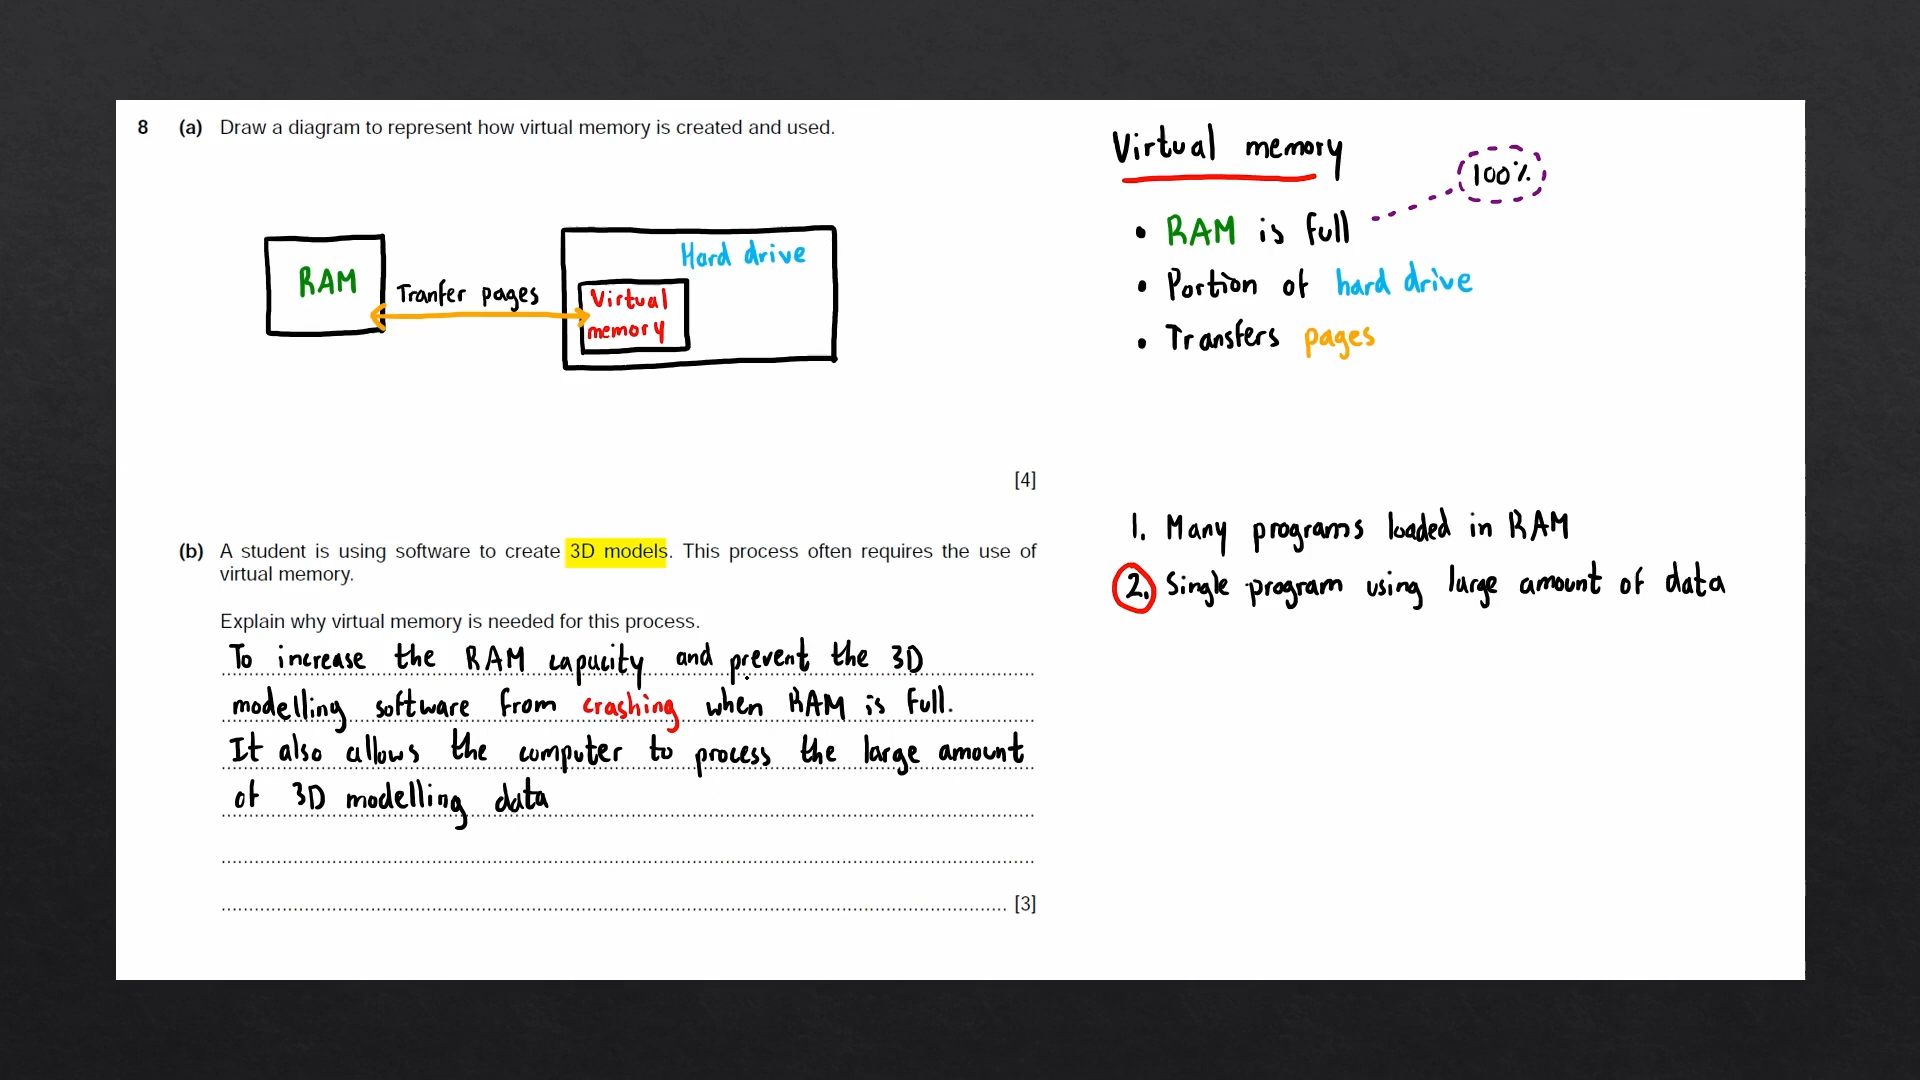 8 (a) Draw a diagram to represent how virtual memory is created and used.
RAM
Tranfer pages
Hard drive
Virtual
memory
[4]
(b) A student is using software to create 3D models. This process often requires the use of
virtual memory.
Explain why virtual memory is needed for this process.
To increase the RAM capacity and prevent the 3D
modelling software from crashing when RAM is full.
It also allows the computer to process the large amount
of 3D modelling data
[3]
Virtual memory
100%
• RAM is full
• Portion of hard drive
• Transfers pages
1. Many programs loaded in RAM
2. Single program using large amount of data